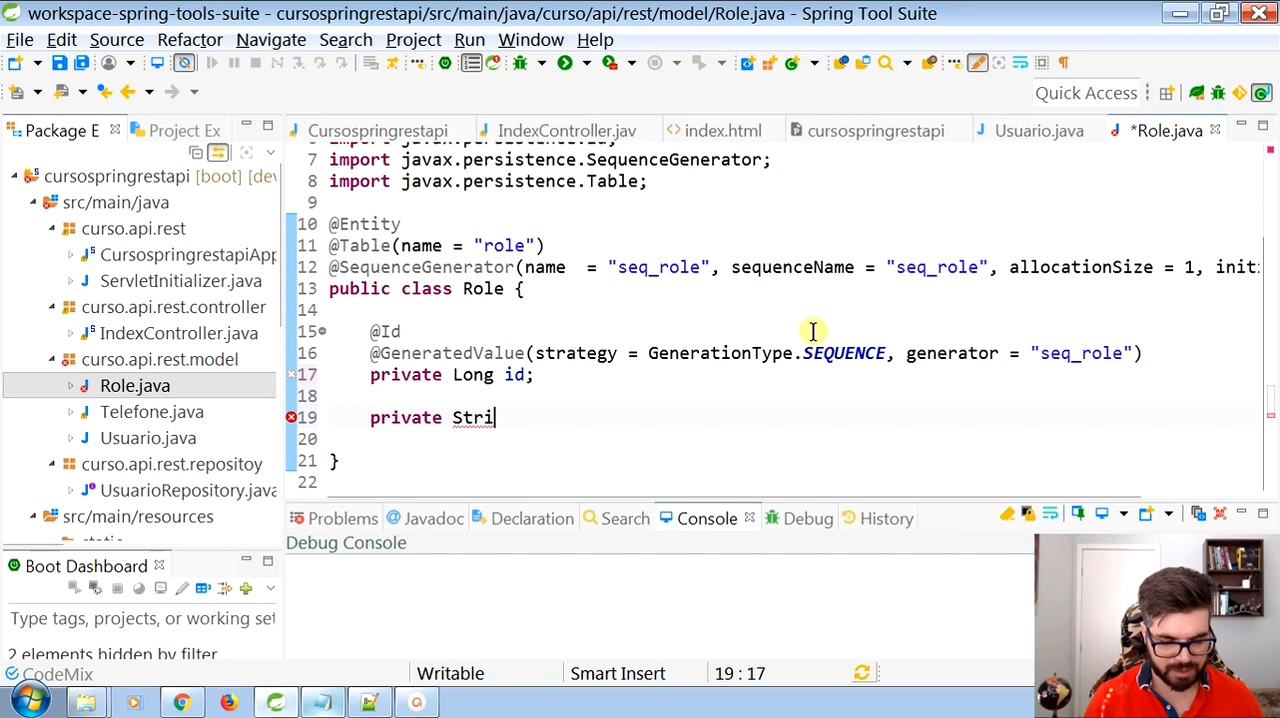 workspace-spring-tools-suite - cursospringrestapi/src/main/java/curso/api/rest/model/Role.java - Spring Tool Suite
File Edit Source Refactor Navigate Search Project Run Window Help
Quick Access
Package E Project Ex
Cursospringrestapi IndexController.jav index.html cursospringrestapi Usuario.java *Role.java
cursospringrestapi [boot] [dev
src/main/java
curso.api.rest
CursospringrestapiApp
ServletInitializer.java
curso.api.rest.controller
IndexController.java
curso.api.rest.model
Role.java
Telefone.java
Usuario.java
curso.api.rest.repositoy
UsuarioRepository.java
src/main/resources
7 import javax.persistence.SequenceGenerator;
8 import javax.persistence.Table;
9
10 @Entity
11 @Table(name = "role")
12 @SequenceGenerator(name  = "seq_role", sequenceName = "seq_role", allocationSize = 1, init:
13 public class Role {
14
15 @Id
16 @GeneratedValue(strategy = GenerationType.SEQUENCE, generator = "seq_role")
17 private Long id;
18
19 private Stri
20
21 }
22
Problems Javadoc Declaration Search Console Debug History
Debug Console
Boot Dashboard
Type tags, projects, or working set
2 elements hidden by filter
CodeMix
Writable Smart Insert 19 : 17